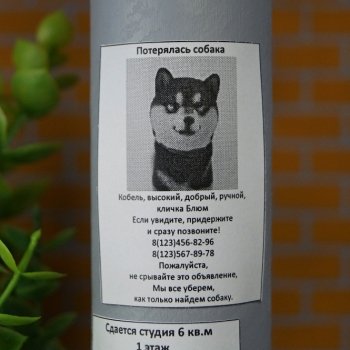 Потерялась собака
Кобель, высокий, добрый, ручной,
кличка Блюм
Если увидите, придержите
и сразу позвоните!
8(123)456-82-96
8(123)567-89-78
Пожалуйста,
не срывайте это объявление,
Мы все уберем,
как только найдем собаку.
Сдается студия 6 кв.м
1 этаж